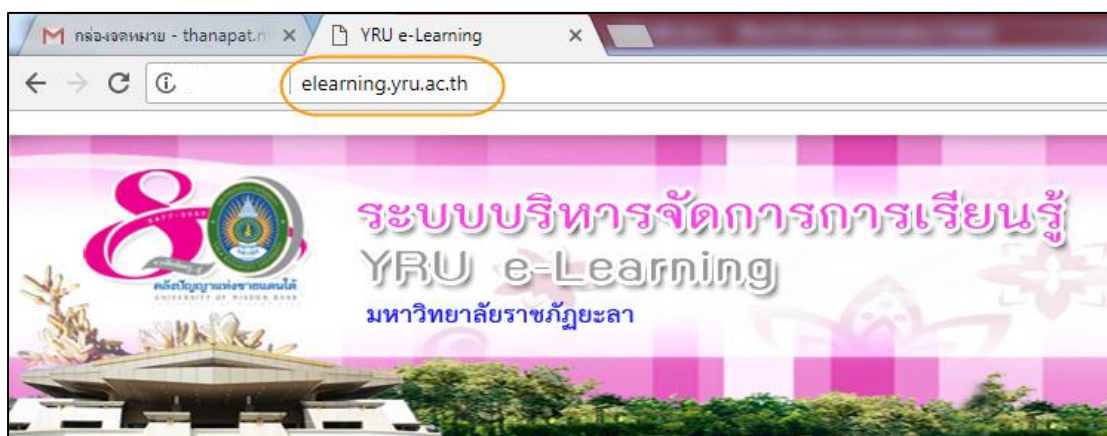 กล่องจดหมาย - thanapat.n
YRU e-Learning
elearning.yru.ac.th
ระบบบริหารจัดการการเรียนรู้
YRU e-Learning
มหาวิทยาลัยราชภัฏยะลา
คลังปัญญาแห่งชายแดนใต้
UNIVERSITY OF WISDOM BANK